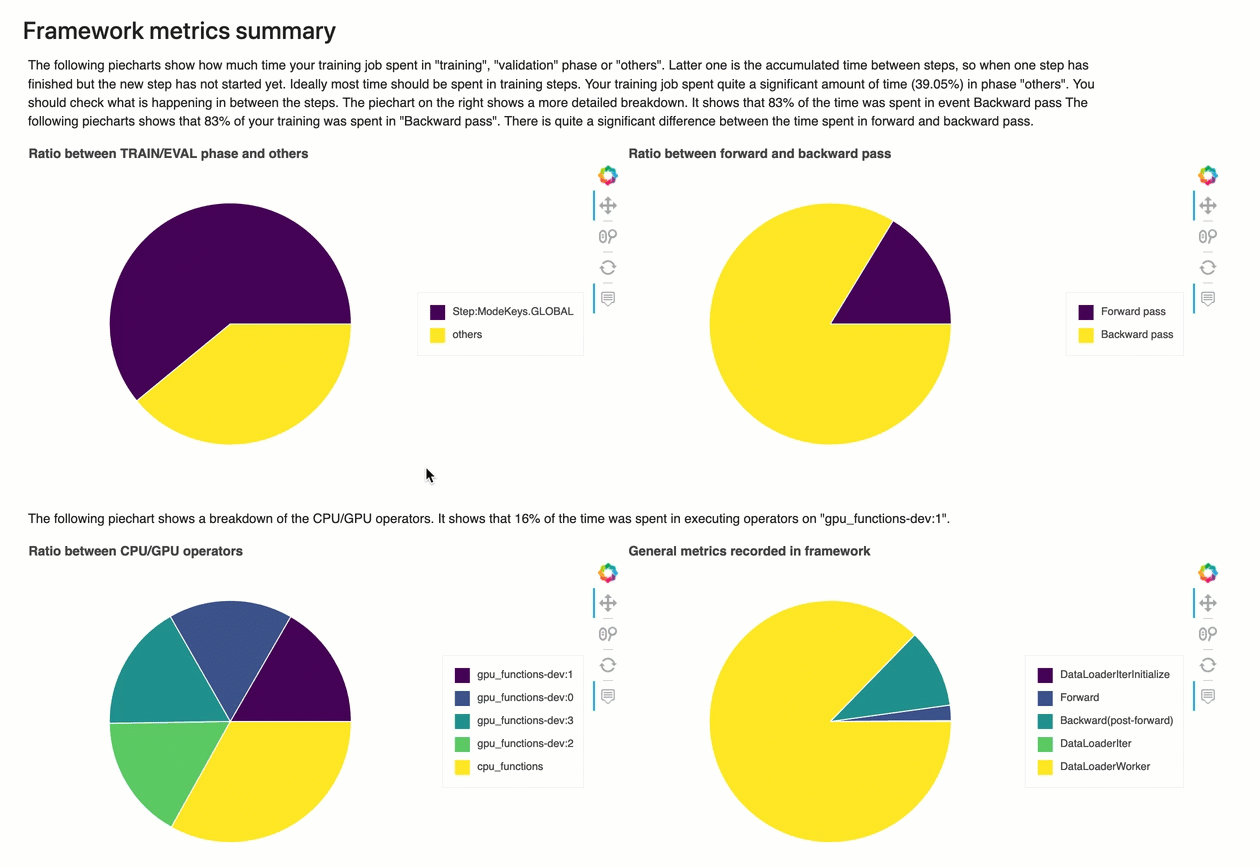 Framework metrics summary
The following piecharts show how much time your training job spent in "training", "validation" phase or "others". Latter one is the accumulated time between steps, so when one step has
finished but the new step has not started yet. Ideally most time should be spent in training steps. Your training job spent quite a significant amount of time (39.05%) in phase "others". You
should check what is happening in between the steps. The piechart on the right shows a more detailed breakdown. It shows that 83% of the time was spent in event Backward pass The
following piecharts shows that 83% of your training was spent in "Backward pass". There is quite a significant difference between the time spent in forward and backward pass.
Ratio between TRAIN/EVAL phase and others
Step:ModeKeys.GLOBAL
others
Ratio between forward and backward pass
Forward pass
Backward pass
The following piechart shows a breakdown of the CPU/GPU operators. It shows that 16% of the time was spent in executing operators on "gpu_functions-dev:1".
Ratio between CPU/GPU operators
gpu_functions-dev:1
gpu_functions-dev:0
gpu_functions-dev:3
gpu_functions-dev:2
cpu_functions
General metrics recorded in framework
DataLoaderIterInitialize
Forward
Backward(post-forward)
DataLoaderIter
DataLoaderWorker